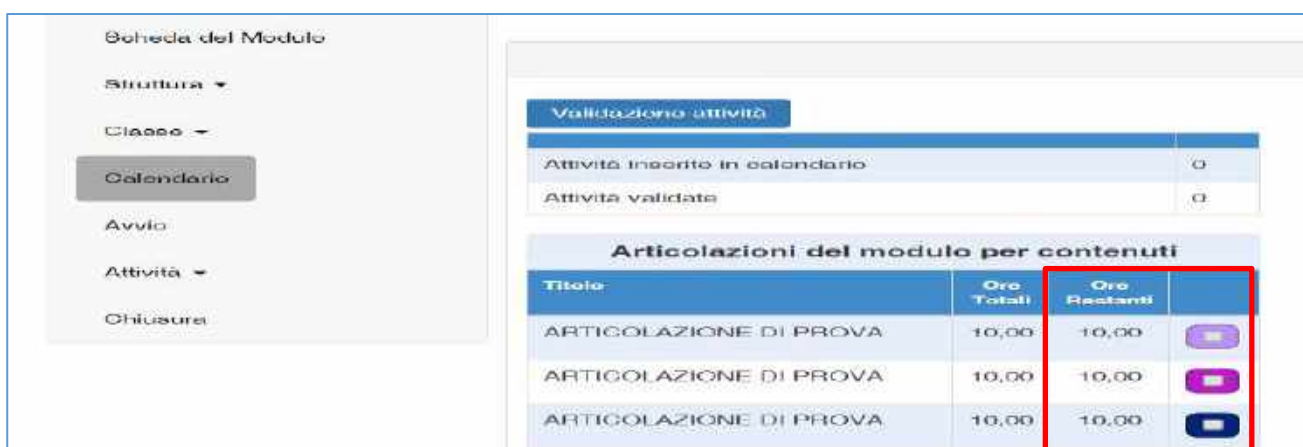 Scheda del Modulo
Struttura
Classe
Calendario
Avvio
Attività
Chiusura
Validazione attività
Attività inserite in calendario 0
Attività validate 0
Articolazioni del modulo per contenuti
Titolo Ore Totali Ore Restanti
ARTICOLAZIONE DI PROVA 10,00 10,00
ARTICOLAZIONE DI PROVA 10,00 10,00
ARTICOLAZIONE DI PROVA 10,00 10,00